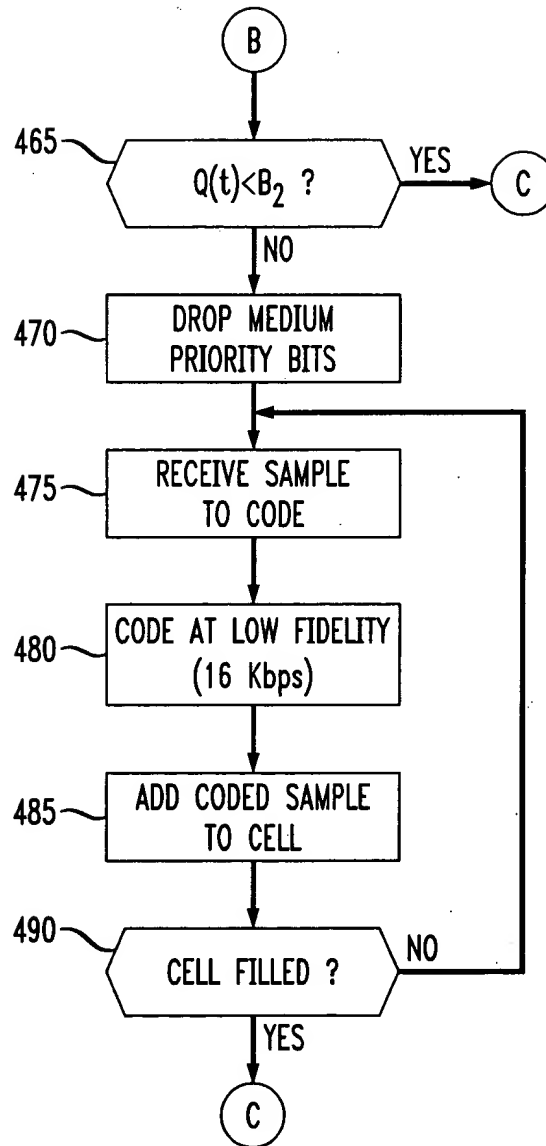 B
465
Q(t)<B₂ ?
YES
C
NO
470
DROP MEDIUM
PRIORITY BITS
475
RECEIVE SAMPLE
TO CODE
480
CODE AT LOW FIDELITY
(16 Kbps)
485
ADD CODED SAMPLE
TO CELL
490
CELL FILLED ?
NO
YES
C